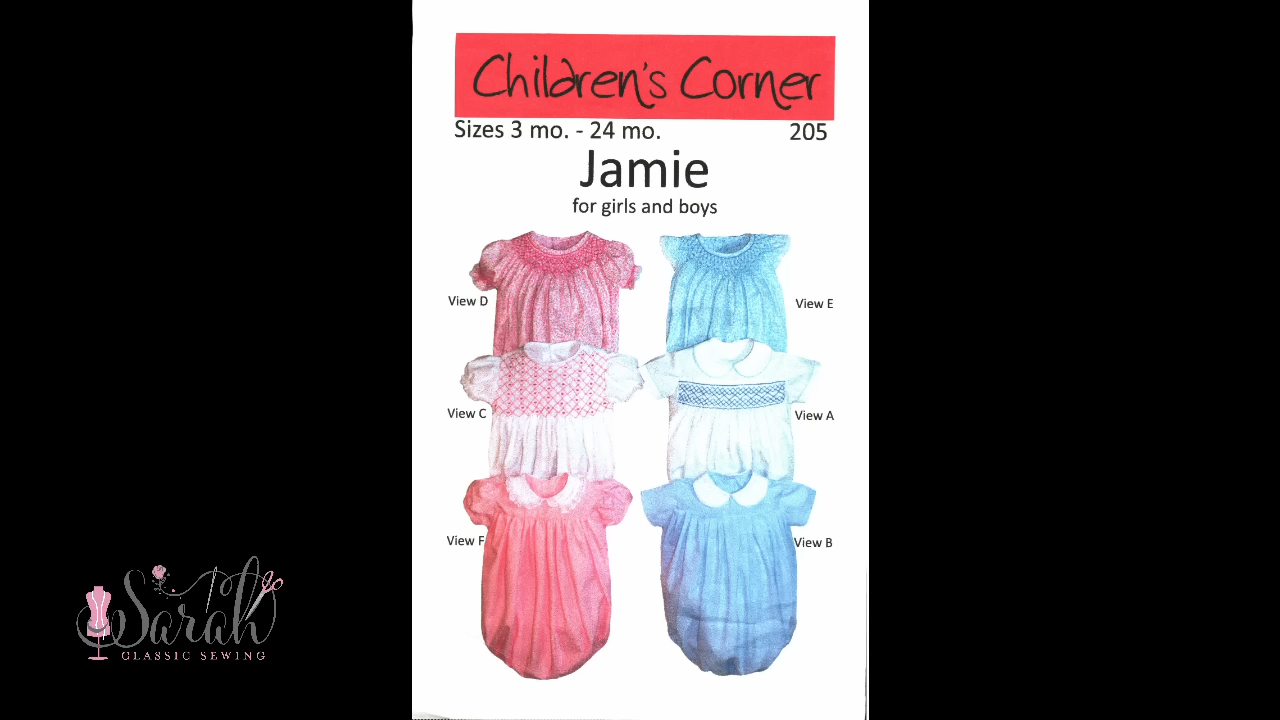 Children's Corner
Sizes 3 mo. - 24 mo. 205
Jamie
for girls and boys
View D
View E
View C
View A
View F
View B
Sarah
CLASSIC SEWING